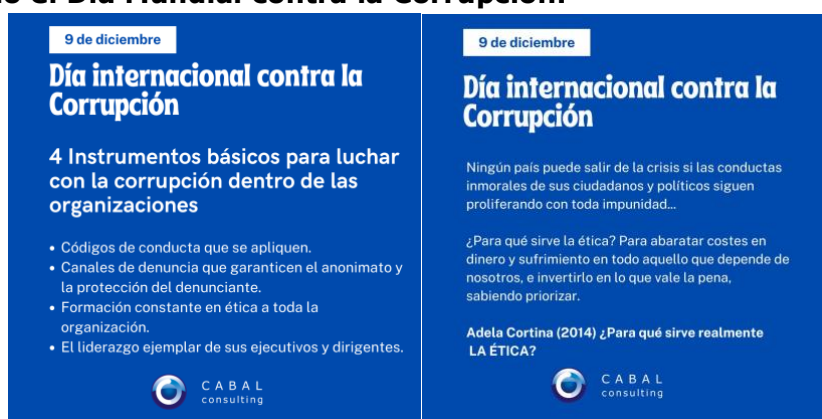 el Día Mundial contra la Corrupción
9 de diciembre
Día internacional contra la
Corrupción
4 Instrumentos básicos para luchar
con la corrupción dentro de las
organizaciones
• Códigos de conducta que se apliquen.
• Canales de denuncia que garanticen el anonimato y
la protección del denunciante.
• Formación constante en ética a toda la
organización.
• El liderazgo ejemplar de sus ejecutivos y dirigentes.
CABAL
consulting
9 de diciembre
Día internacional contra la
Corrupción
Ningún país puede salir de la crisis si las conductas
inmorales de sus ciudadanos y políticos siguen
proliferando con toda impunidad...
¿Para qué sirve la ética? Para abaratar costes en
dinero y sufrimiento en todo aquello que depende de
nosotros, e invertirlo en lo que vale la pena,
sabiendo priorizar.
Adela Cortina (2014) ¿Para qué sirve realmente
LA ÉTICA?
CABAL
consulting